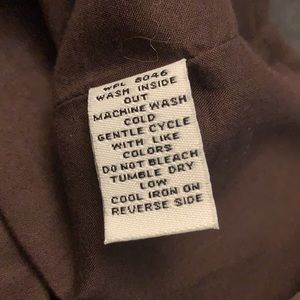 WPL 8046
WASH INSIDE
OUT
MACHINE WASH
COLD
GENTLE CYCLE
WITH LIKE
COLORS
DO NOT BLEACH
TUMBLE DRY
LOW
COOL IRON ON
REVERSE SIDE